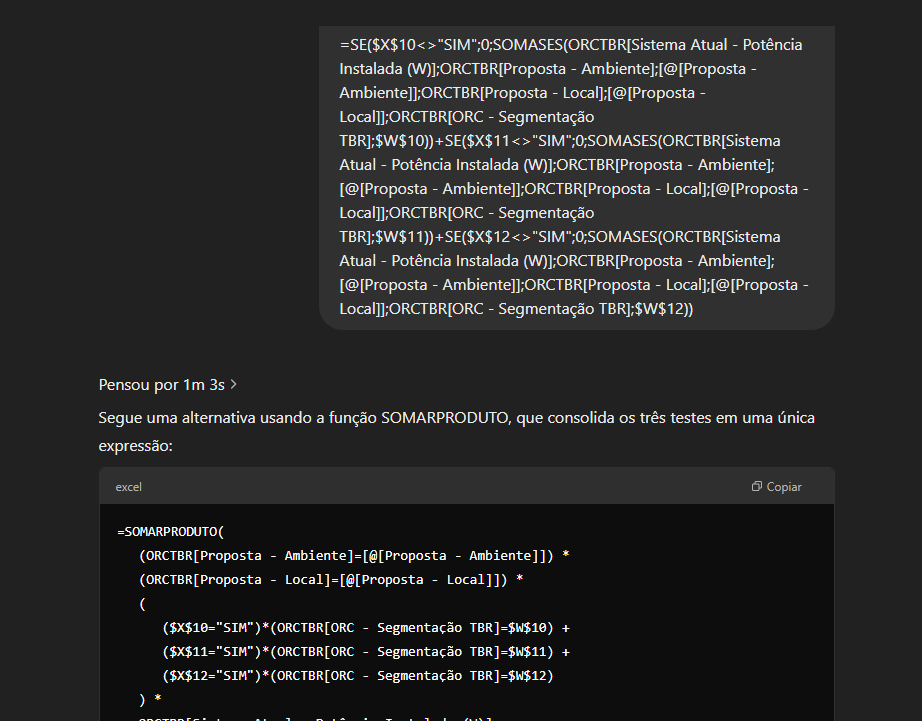 =SE($X$10<>"SIM";0;SOMASES(ORCTBR[Sistema Atual - Potência
Instalada (W)];ORCTBR[Proposta - Ambiente];[@[Proposta -
Ambiente]];ORCTBR[Proposta - Local];[@[Proposta -
Local]];ORCTBR[ORC - Segmentação
TBR];$W$10))+SE($X$11<>"SIM";0;SOMASES(ORCTBR[Sistema
Atual - Potência Instalada (W)];ORCTBR[Proposta - Ambiente];
[@[Proposta - Ambiente]];ORCTBR[Proposta - Local];[@[Proposta -
Local]];ORCTBR[ORC - Segmentação
TBR];$W$11))+SE($X$12<>"SIM";0;SOMASES(ORCTBR[Sistema
Atual - Potência Instalada (W)];ORCTBR[Proposta - Ambiente];
[@[Proposta - Ambiente]];ORCTBR[Proposta - Local];[@[Proposta -
Local]];ORCTBR[ORC - Segmentação TBR];$W$12))
Pensou por 1m 3s >
Segue uma alternativa usando a função SOMARPRODUTO, que consolida os três testes em uma única
expressão:
excel
Copiar
=SOMARPRODUTO(
(ORCTBR[Proposta - Ambiente]=[@[Proposta - Ambiente]]) *
(ORCTBR[Proposta - Local]=[@[Proposta - Local]]) *
(
($X$10="SIM")*(ORCTBR[ORC - Segmentação TBR]=$W$10) +
($X$11="SIM")*(ORCTBR[ORC - Segmentação TBR]=$W$11) +
($X$12="SIM")*(ORCTBR[ORC - Segmentação TBR]=$W$12)
) *
ORCTBR[Sistema Atual - Potência Instalada (W)]